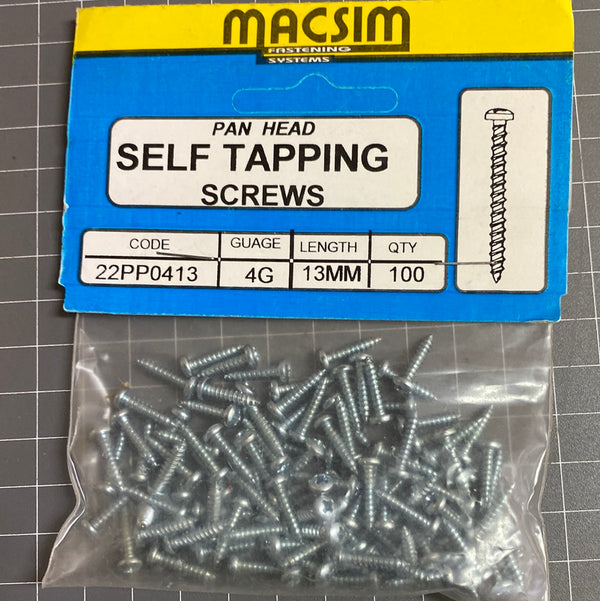 MACSIM
FASTENING
SYSTEMS
PAN HEAD
SELF TAPPING
SCREWS
CODE GUAGE LENGTH QTY
22PP0413 4G 13MM 100